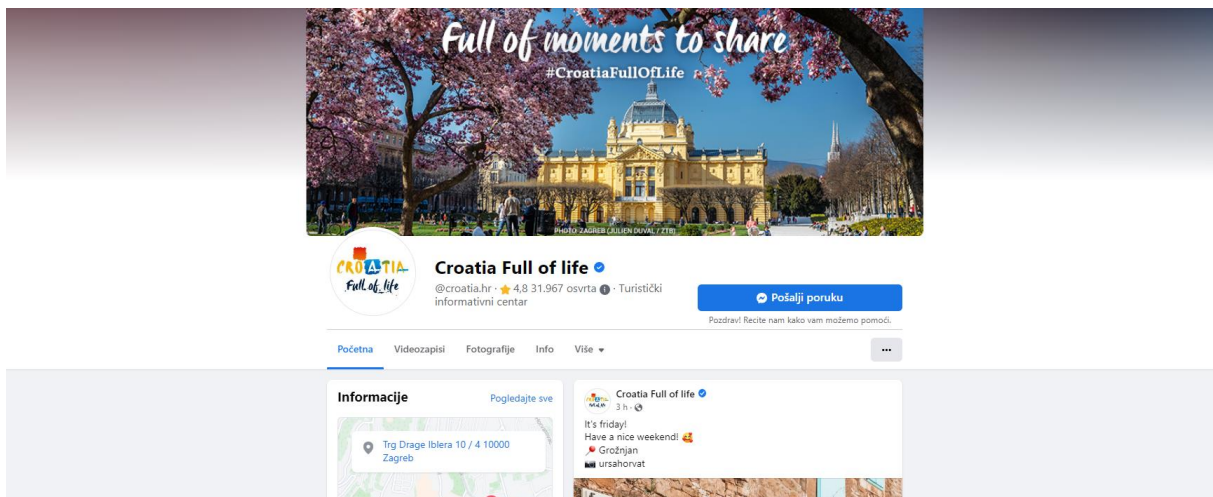 Full of moments to share
#CroatiaFullOfLife
PHOTO: ZAGREB (JULIEN DUVAL / ZTB)
CROATIA
Full of life
Croatia Full of life
@croatia.hr · 4,8 31.967 osvrta · Turistički
informativni centar
Pošalji poruku
Pozdrav! Recite nam kako vam možemo pomoći.
Početna Videozapisi Fotografije Info Više
Informacije Pogledajte sve
Trg Drage Iblera 10 / 4 10000
Zagreb
Croatia Full of life
3 h ·
It's friday!
Have a nice weekend! 🥰
📍 Grožnjan
📷 ursahorvat